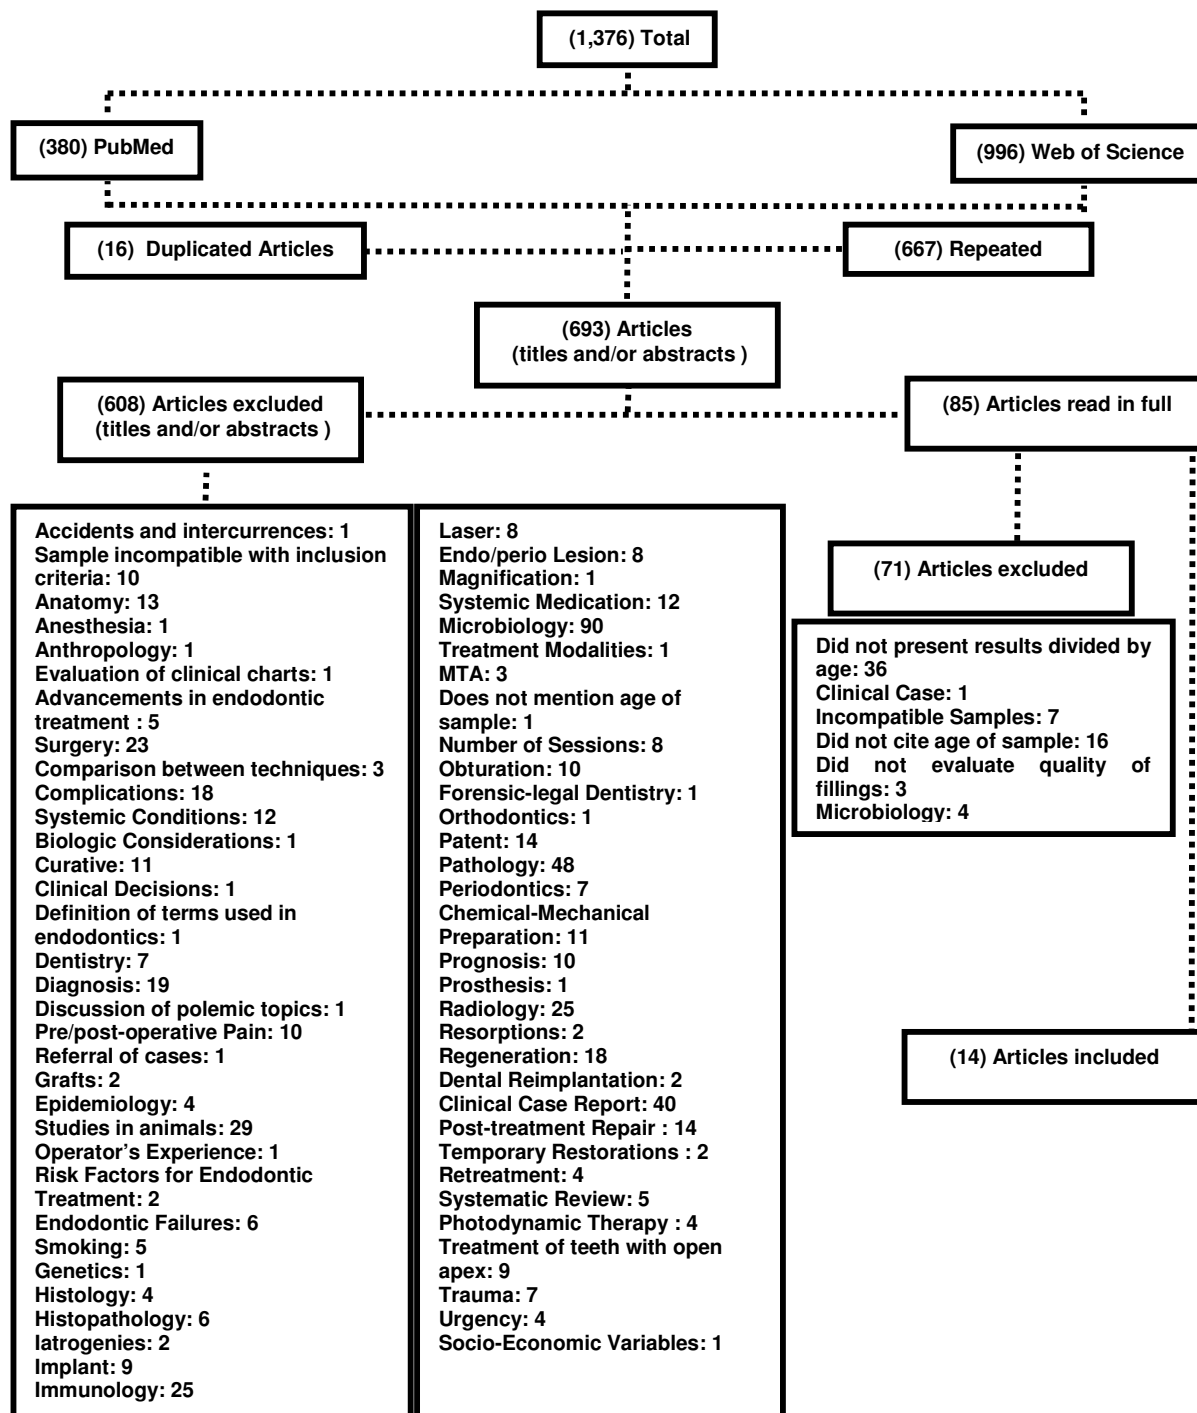 (1,376) Total
(380) PubMed
(996) Web of Science
(16) Duplicated Articles
(667) Repeated
(693) Articles
(titles and/or abstracts )
(608) Articles excluded
(titles and/or abstracts )
(85) Articles read in full
Accidents and intercurrences: 1
Sample incompatible with inclusion
criteria: 10
Anatomy: 13
Anesthesia: 1
Anthropology: 1
Evaluation of clinical charts: 1
Advancements in endodontic
treatment : 5
Surgery: 23
Comparison between techniques: 3
Complications: 18
Systemic Conditions: 12
Biologic Considerations: 1
Curative: 11
Clinical Decisions: 1
Definition of terms used in
endodontics: 1
Dentistry: 7
Diagnosis: 19
Discussion of polemic topics: 1
Pre/post-operative Pain: 10
Referral of cases: 1
Grafts: 2
Epidemiology: 4
Studies in animals: 29
Operator's Experience: 1
Risk Factors for Endodontic
Treatment: 2
Endodontic Failures: 6
Smoking: 5
Genetics: 1
Histology: 4
Histopathology: 6
Iatrogenies: 2
Implant: 9
Immunology: 25
Laser: 8
Endo/perio Lesion: 8
Magnification: 1
Systemic Medication: 12
Microbiology: 90
Treatment Modalities: 1
MTA: 3
Does not mention age of
sample: 1
Number of Sessions: 8
Obturation: 10
Forensic-legal Dentistry: 1
Orthodontics: 1
Patent: 14
Pathology: 48
Periodontics: 7
Chemical-Mechanical
Preparation: 11
Prognosis: 10
Prosthesis: 1
Radiology: 25
Resorptions: 2
Regeneration: 18
Dental Reimplantation: 2
Clinical Case Report: 40
Post-treatment Repair : 14
Temporary Restorations : 2
Retreatment: 4
Systematic Review: 5
Photodynamic Therapy : 4
Treatment of teeth with open
apex: 9
Trauma: 7
Urgency: 4
Socio-Economic Variables: 1
(71) Articles excluded
Did not present results divided by
age: 36
Clinical Case: 1
Incompatible Samples: 7
Did not cite age of sample: 16
Did not evaluate quality of
fillings: 3
Microbiology: 4
(14) Articles included